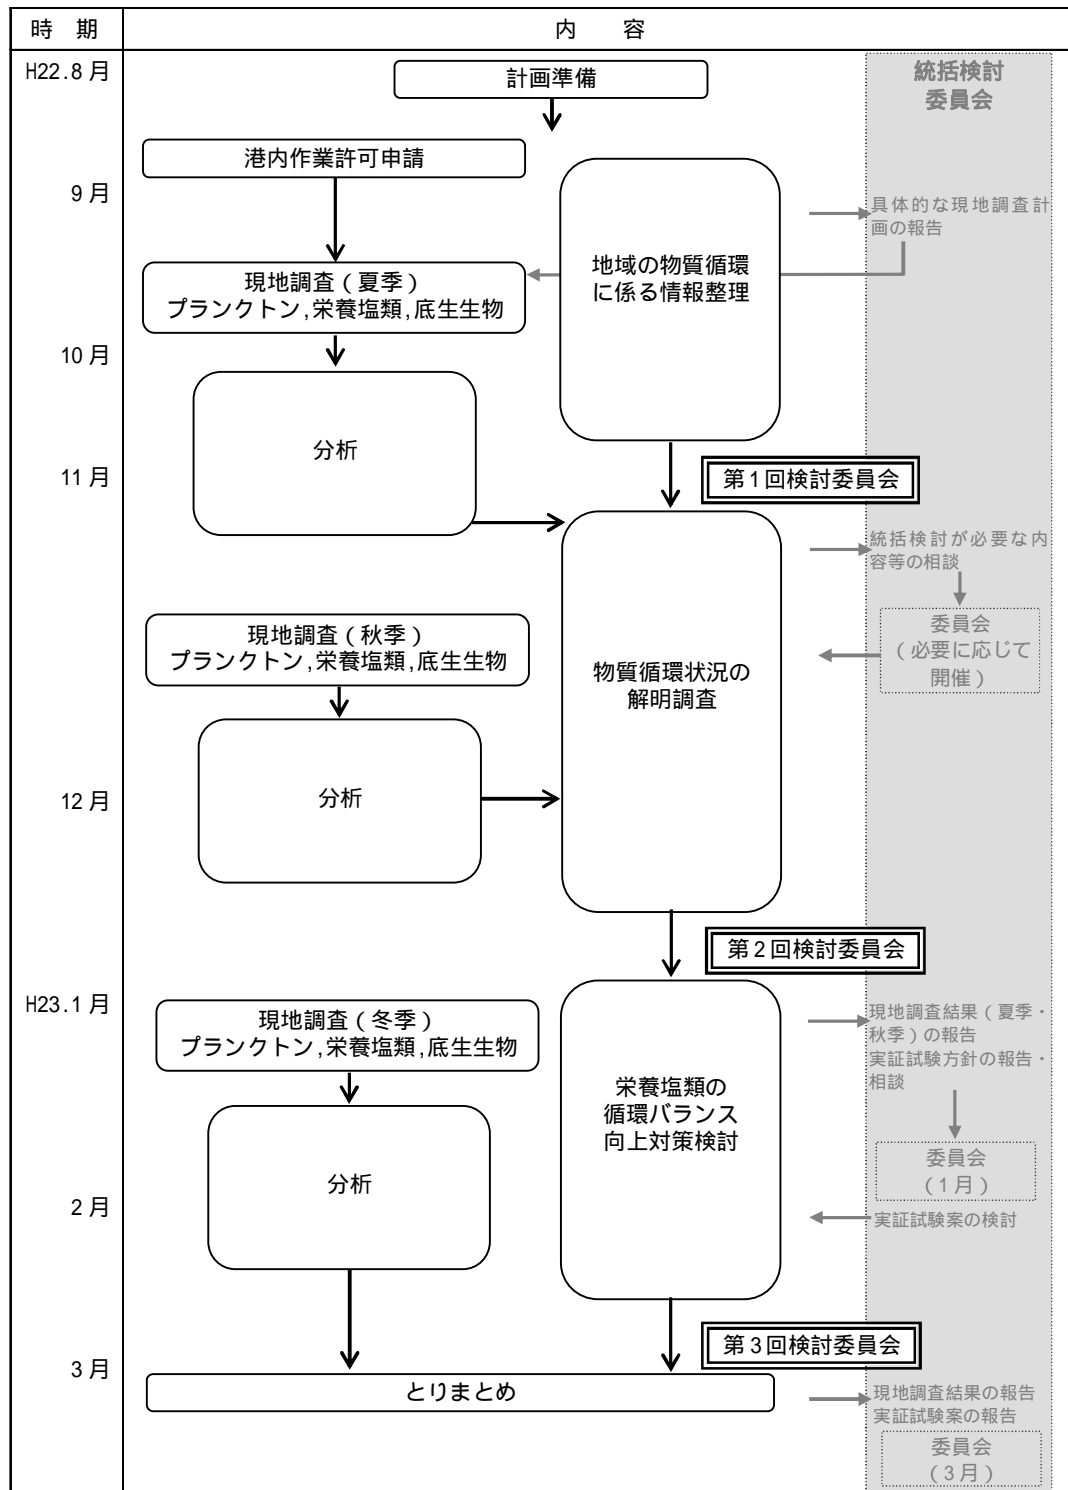 時　期
内　　容
H22.8月
計画準備
統括検討
委員会
港内作業許可申請
9月
具体的な現地調査計
画の報告
地域の物質循環
に係る情報整理
現地調査（夏季）
プランクトン,栄養塩類,底生生物
10月
分析
11月
第1回検討委員会
統括検討が必要な内
容等の相談
委員会
（必要に応じて
開催）
現地調査（秋季）
プランクトン,栄養塩類,底生生物
物質循環状況の
解明調査
分析
12月
第2回検討委員会
H23.1月
現地調査（冬季）
プランクトン,栄養塩類,底生生物
現地調査結果（夏季・
秋季）の報告
実証試験方針の報告・
相談
栄養塩類の
循環バランス
向上対策検討
委員会
（1月）
分析
2月
実証試験案の検討
第3回検討委員会
3月
とりまとめ
現地調査結果の報告
実証試験案の報告
委員会
（3月）